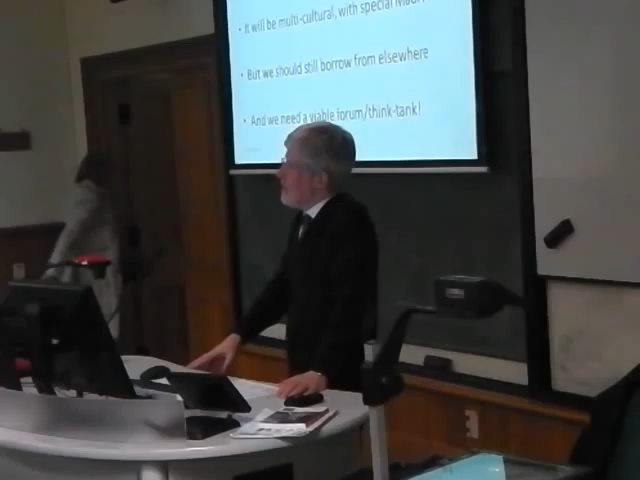 • It will be multi-cultural, with special Māori
• But we should still borrow from elsewhere
• And we need a viable forum/think-tank!